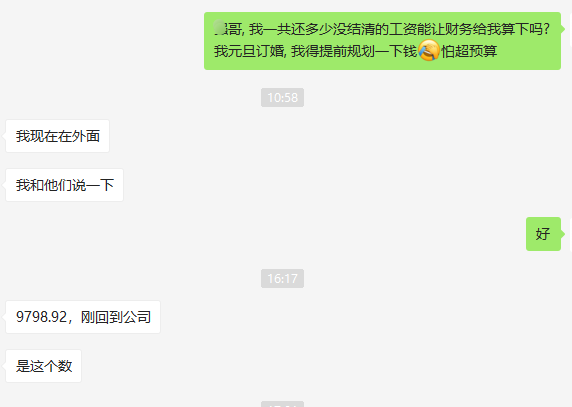 哥, 我一共还多少没结清的工资能让财务给我算下吗?
我元旦订婚, 我得提前规划一下钱怕超预算
10:58
我现在在外面
我和他们说一下
好
16:17
9798.92，刚回到公司
是这个数